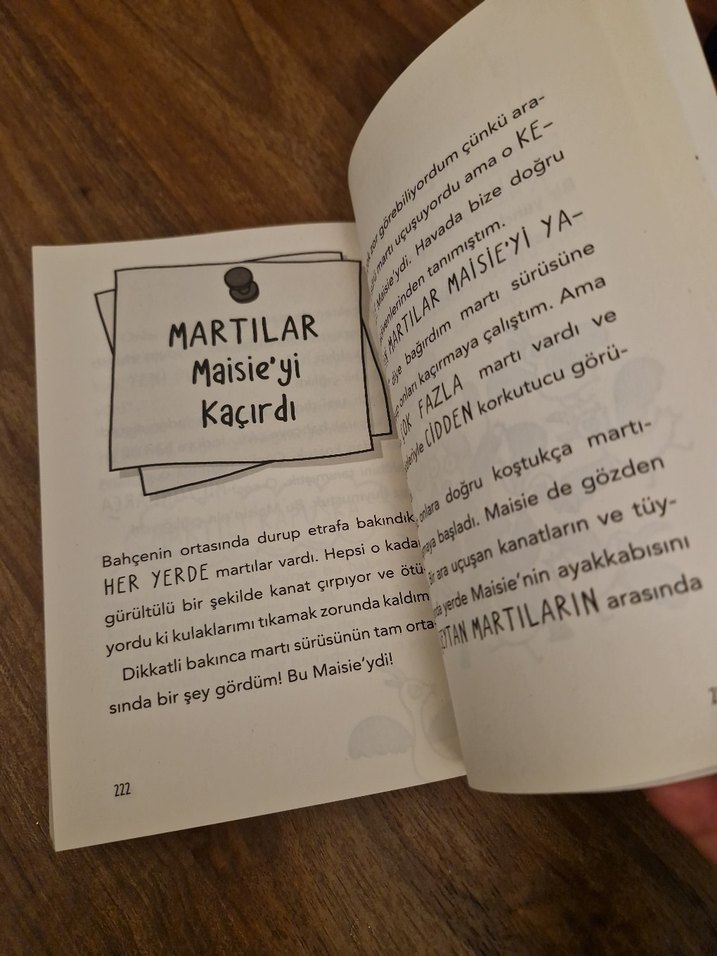 MARTILAR
Maisie'yi
Kaçırdı
Bahçenin ortasında durup etrafa bakındık
HER YERDE martılar vardı. Hepsi o kadar
gürültülü bir şekilde kanat çırpıyor ve ötü
yordu ki kulaklarımı tıkamak zorunda kaldım
Dikkatli bakınca martı sürüsünün tam orta
sında bir şey gördüm! Bu Maisie'ydi!
222
zor görebiliyordum çünkü ara-
martı uçuşuyordu ama o KE-
Maisie'ydi. Havada bize doğru
tanımıştım.
MARTILAR MAISIE'Yİ YA-
diye bağırdım martı sürüsüne
onları kaçırmaya çalıştım. Ama
ÇOK FAZLA martı vardı ve
CİDDEN korkutucu görü-
onlara doğru koştukça martı-
başladı. Maisie de gözden
Bir ara uçuşan kanatların ve tüy-
yerde Maisie'nin ayakkabısını
MARTILARIN arasında